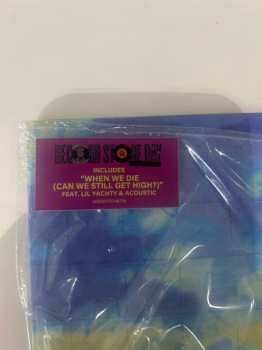 RECORD STORE DAY
INCLUDES
"WHEN WE DIE
(CAN WE STILL GET HIGH?)"
FEAT. LIL YACHTY & ACOUSTIC